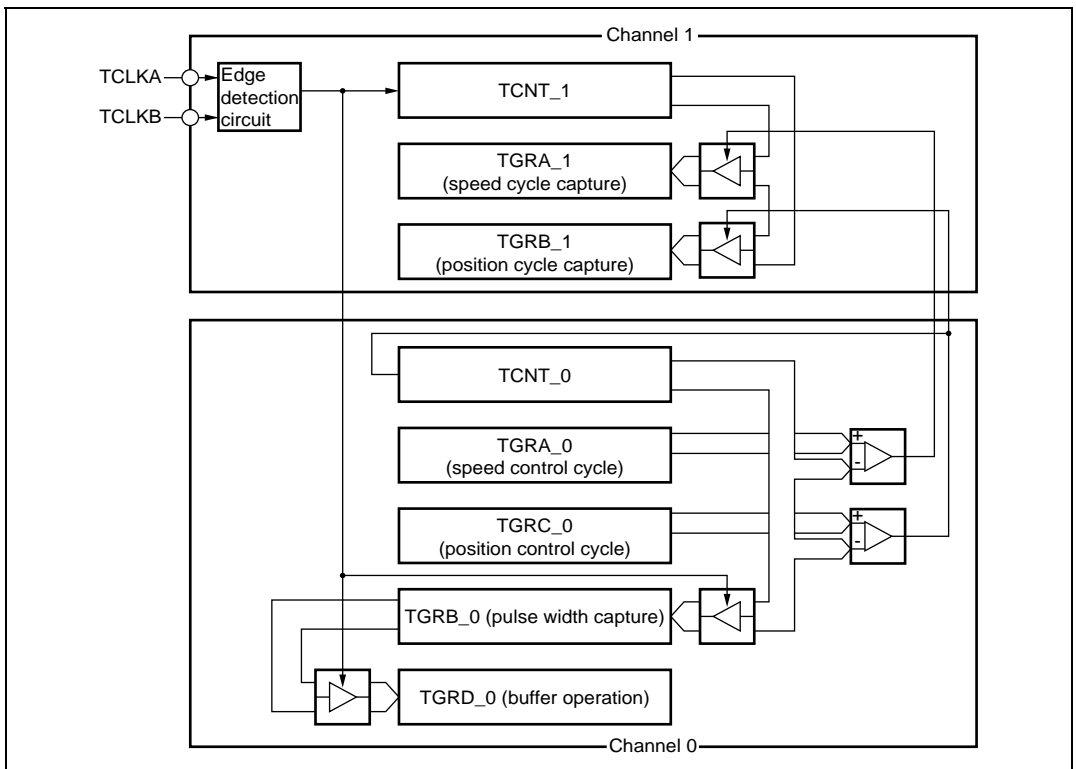 Channel 1
TCLKA
TCLKB
Edge
detection
circuit
TCNT_1
TGRA_1
(speed cycle capture)
TGRB_1
(position cycle capture)
TCNT_0
TGRA_0
(speed control cycle)
+
-
TGRC_0
(position control cycle)
+
-
TGRB_0 (pulse width capture)
TGRD_0 (buffer operation)
Channel 0